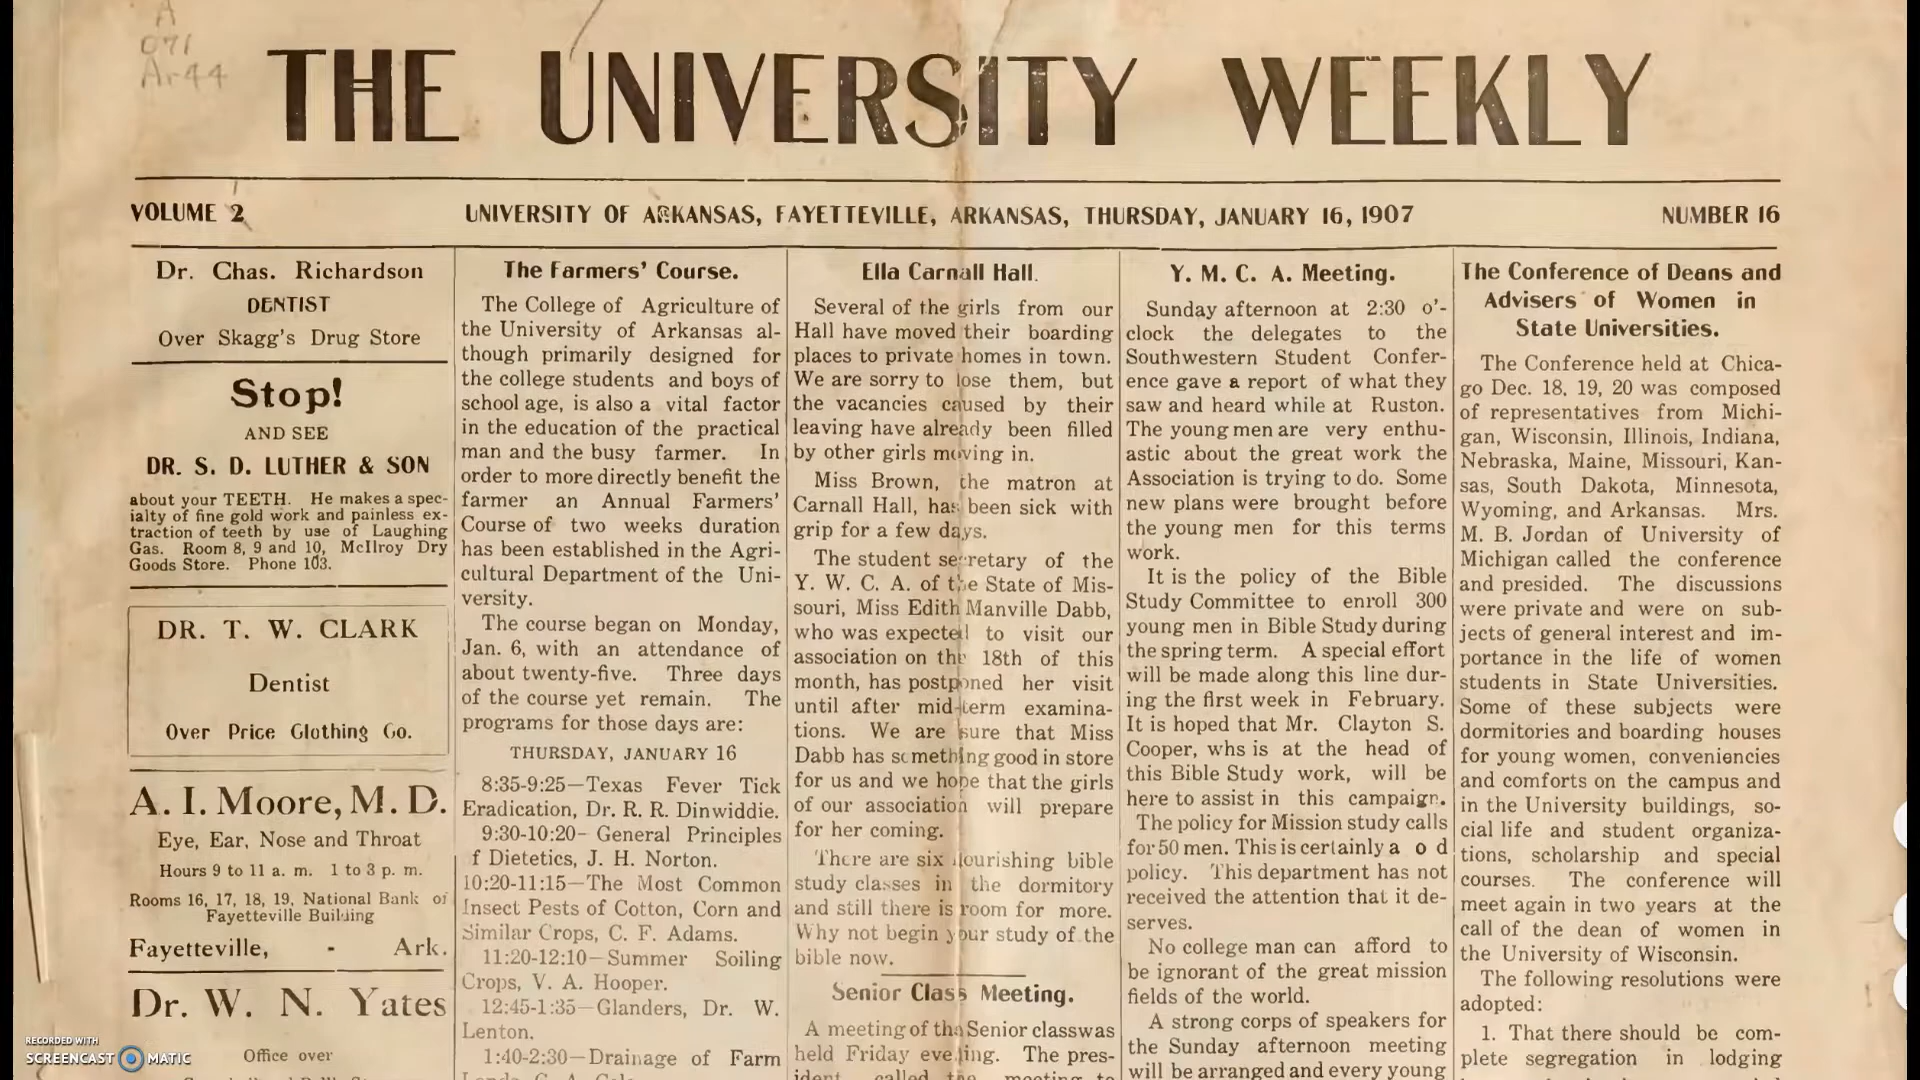 A
071
Ar44
THE UNIVERSITY WEEKLY
VOLUME 2
UNIVERSITY OF ARKANSAS, FAYETTEVILLE, ARKANSAS, THURSDAY, JANUARY 16, 1907
NUMBER 16
Dr. Chas. Richardson
DENTIST
Over Skagg's Drug Store
Stop!
AND SEE
DR. S. D. LUTHER & SON
about your TEETH. He makes a spec-
ialty of fine gold work and painless ex-
traction of teeth by use of Laughing
Gas. Room 8, 9 and 10, McIlroy Dry
Goods Store. Phone 103.
DR. T. W. CLARK
Dentist
Over Price Clothing Co.
A. I. Moore, M. D.
Eye, Ear, Nose and Throat
Hours 9 to 11 a. m. 1 to 3 p. m.
Rooms 16, 17, 18, 19, National Bank of
Fayetteville Building
Fayetteville, - Ark.
Dr. W. N. Yates
Office over
The Farmers' Course.
The College of Agriculture of
the University of Arkansas al-
though primarily designed for
the college students and boys of
school age, is also a vital factor
in the education of the practical
man and the busy farmer. In
order to more directly benefit the
farmer an Annual Farmers'
Course of two weeks duration
has been established in the Agri-
cultural Department of the Uni-
versity.
The course began on Monday,
Jan. 6, with an attendance of
about twenty-five. Three days
of the course yet remain. The
programs for those days are:
THURSDAY, JANUARY 16
8:35-9:25—Texas Fever Tick
Eradication, Dr. R. R. Dinwiddie.
9:30-10:20- General Principles
f Dietetics, J. H. Norton.
10:20-11:15—The Most Common
Insect Pests of Cotton, Corn and
Similar Crops, C. F. Adams.
11:20-12:10—Summer Soiling
Crops, V. A. Hooper.
12:45-1:35—Glanders, Dr. W.
Lenton.
1:40-2:30—Drainage of Farm
Ella Carnall Hall.
Several of the girls from our
Hall have moved their boarding
places to private homes in town.
We are sorry to lose them, but
the vacancies caused by their
leaving have already been filled
by other girls moving in.
Miss Brown, the matron at
Carnall Hall, has been sick with
grip for a few days.
The student secretary of the
Y. W. C. A. of the State of Mis-
souri, Miss Edith Manville Dabb,
who was expected to visit our
association on the 18th of this
month, has postponed her visit
until after mid-term examina-
tions. We are sure that Miss
Dabb has something good in store
for us and we hope that the girls
of our association will prepare
for her coming.
There are six flourishing bible
study classes in the dormitory
and still there is room for more.
Why not begin your study of the
bible now.
Senior Class Meeting.
A meeting of the Senior class was
held Friday evening. The pres-
ident called the meeting to
Y. M. C. A. Meeting.
Sunday afternoon at 2:30 o'-
clock the delegates to the
Southwestern Student Confer-
ence gave a report of what they
saw and heard while at Ruston.
The young men are very enthu-
astic about the great work the
Association is trying to do. Some
new plans were brought before
the young men for this terms
work.
It is the policy of the Bible
Study Committee to enroll 300
young men in Bible Study during
the spring term. A special effort
will be made along this line dur-
ing the first week in February.
It is hoped that Mr. Clayton S.
Cooper, whs is at the head of
this Bible Study work, will be
here to assist in this campaign.
The policy for Mission study calls
for 50 men. This is certainly a o d
policy. This department has not
received the attention that it de-
serves.
No college man can afford to
be ignorant of the great mission
fields of the world.
A strong corps of speakers for
the Sunday afternoon meeting
will be arranged and every young
The Conference of Deans and
Advisers of Women in
State Universities.
The Conference held at Chica-
go Dec. 18, 19, 20 was composed
of representatives from Michi-
gan, Wisconsin, Illinois, Indiana,
Nebraska, Maine, Missouri, Kan-
sas, South Dakota, Minnesota,
Wyoming, and Arkansas. Mrs.
M. B. Jordan of University of
Michigan called the conference
and presided. The discussions
were private and were on sub-
jects of general interest and im-
portance in the life of women
students in State Universities.
Some of these subjects were
dormitories and boarding houses
for young women, conveniencies
and comforts on the campus and
in the University buildings, so-
cial life and student organiza-
tions, scholarship and special
courses. The conference will
meet again in two years at the
call of the dean of women in
the University of Wisconsin.
The following resolutions were
adopted:
1. That there should be com-
plete segregation in lodging
RECORDED WITH
SCREENCAST MATIC